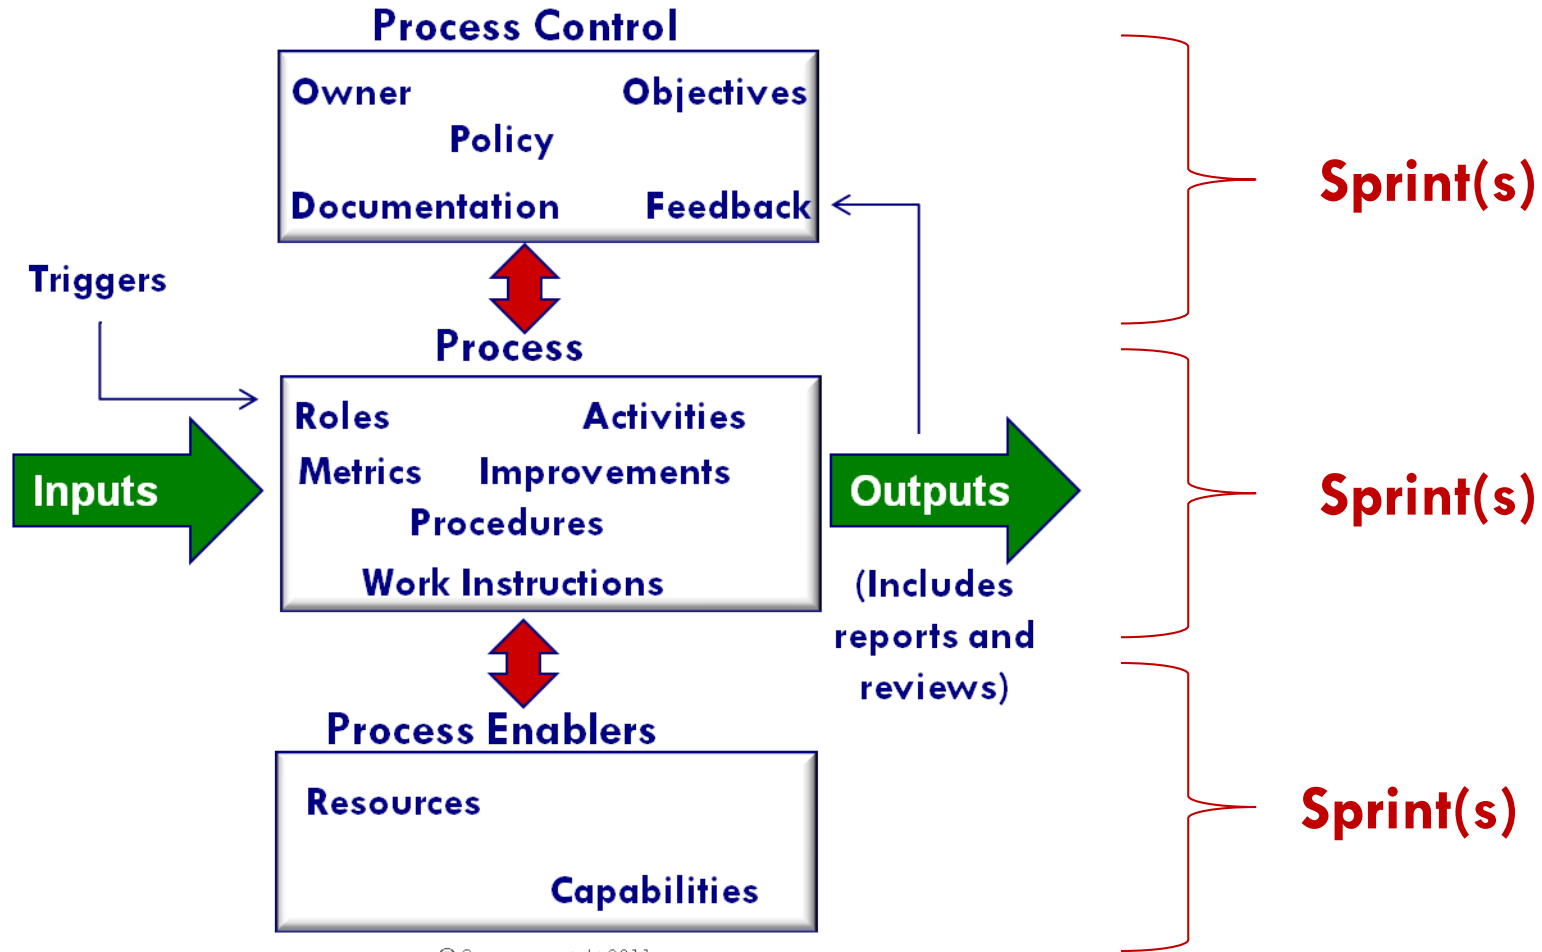 Process Control
Owner
Objectives
Policy
Documentation
Feedback
Sprint(s)
Triggers
Process
Roles
Activities
Metrics
Improvements
Procedures
Work Instructions
Inputs
Outputs
(Includes
reports and
reviews)
Sprint(s)
Process Enablers
Resources
Capabilities
Sprint(s)